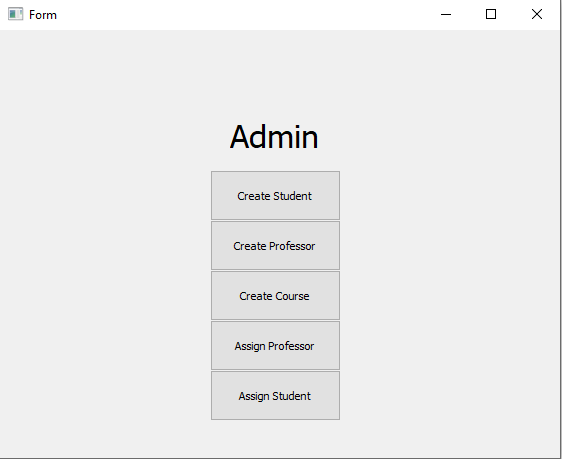 Form
Admin
Create Student
Create Professor
Create Course
Assign Professor
Assign Student